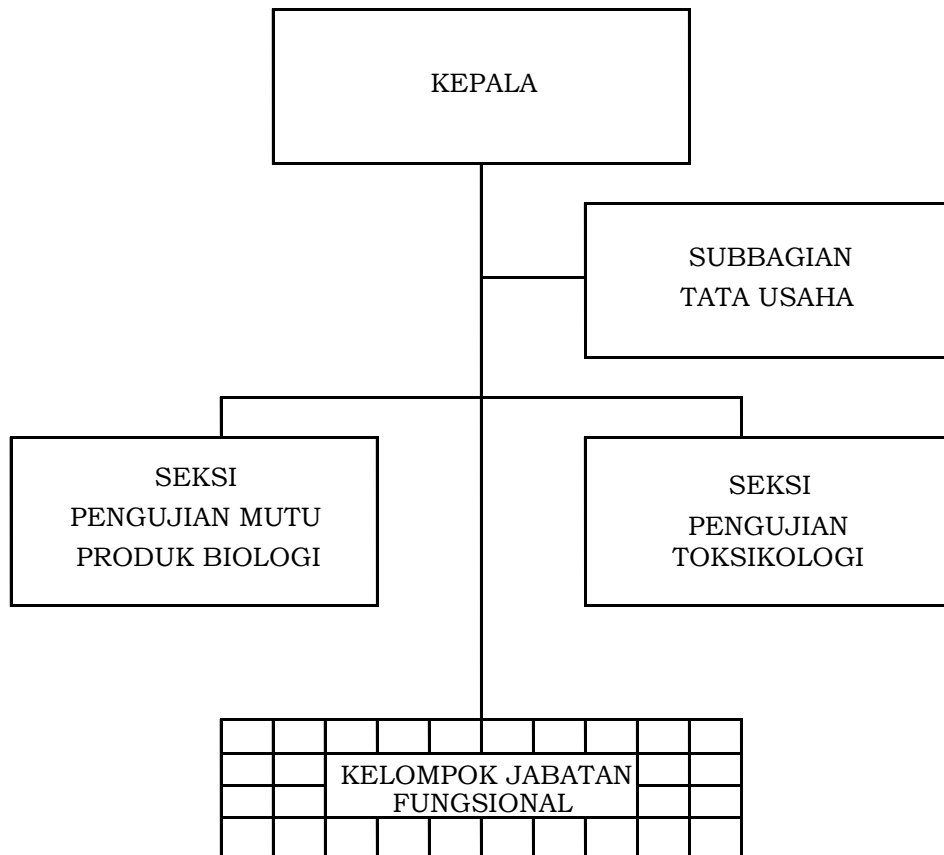 KEPALA
SUBBAGIAN
TATA USAHA
SEKSI
PENGUJIAN MUTU
PRODUK BIOLOGI
SEKSI
PENGUJIAN
TOKSIKOLOGI
KELOMPOK JABATAN
FUNGSIONAL